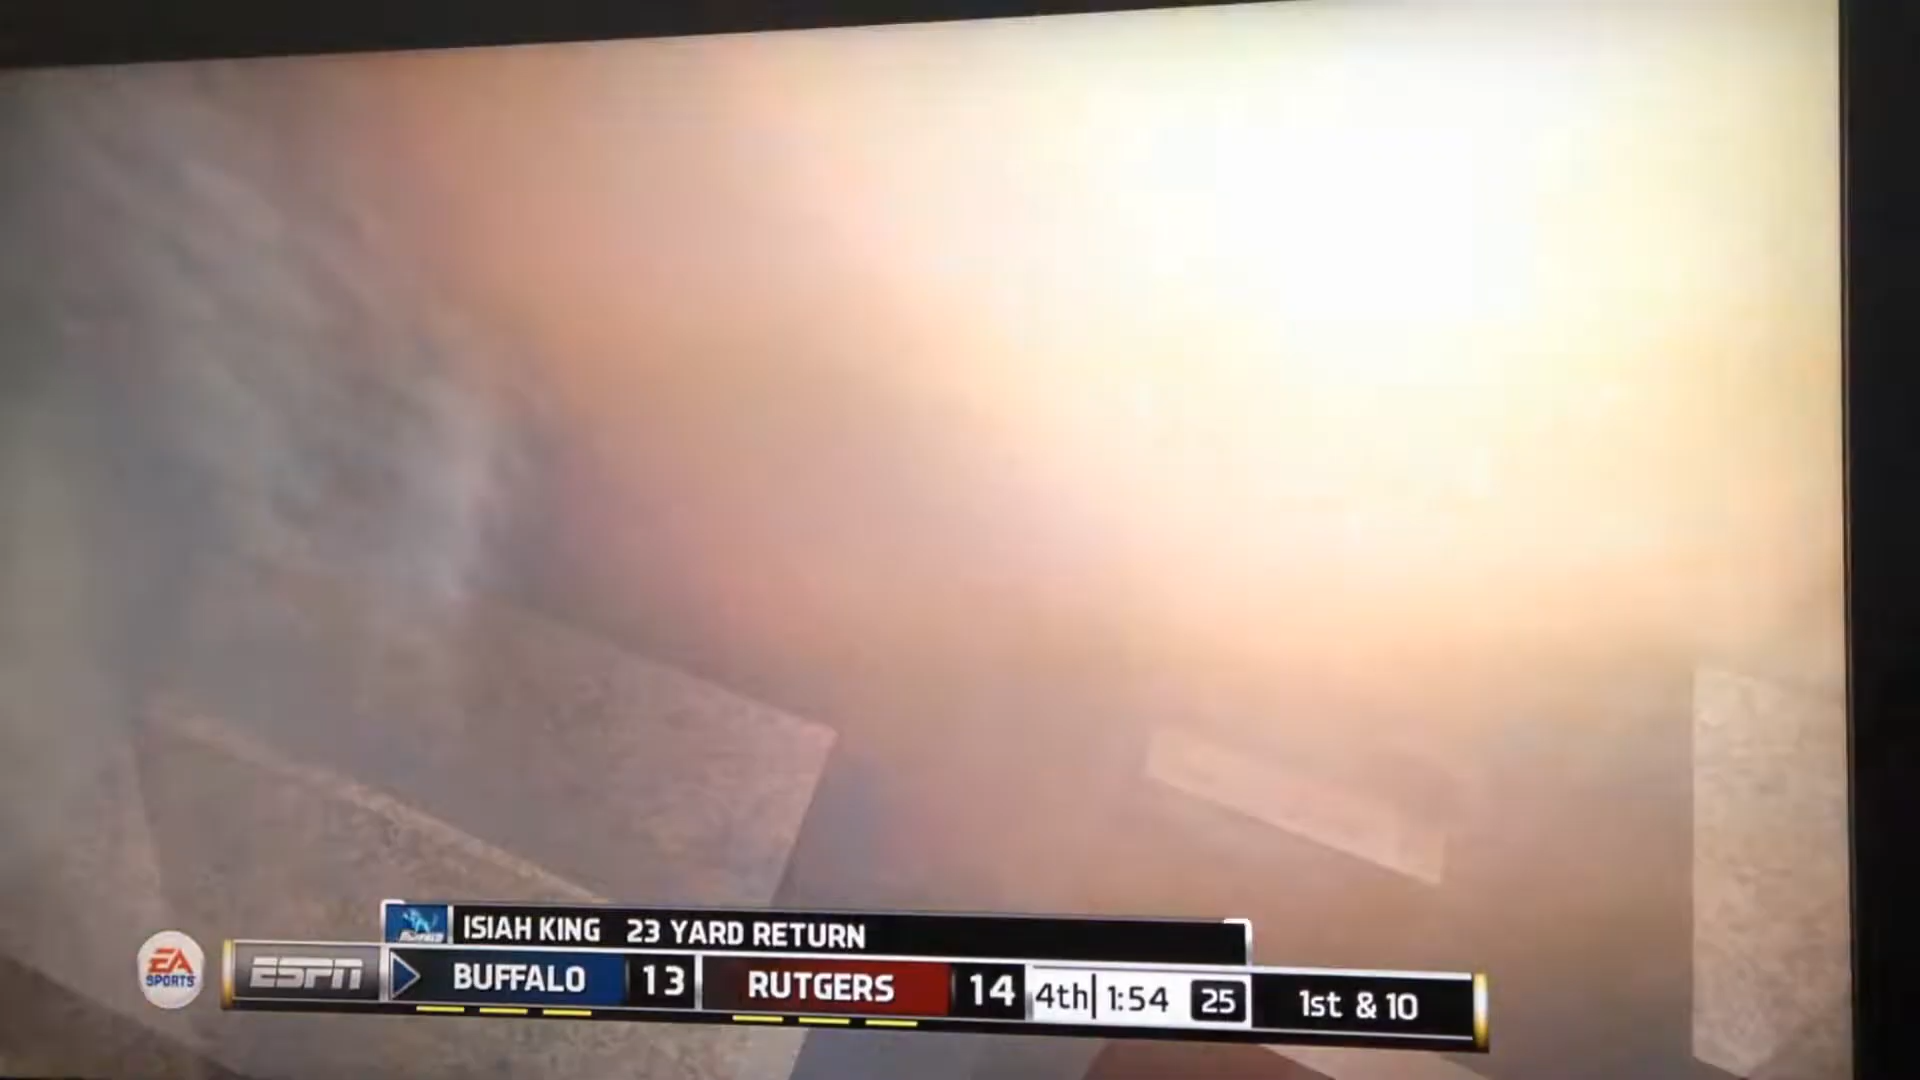 ISIAH KING 23 YARD RETURN
EA SPORTS
ESPN BUFFALO 13 RUTGERS 14 4th 1:54 25 1st & 10